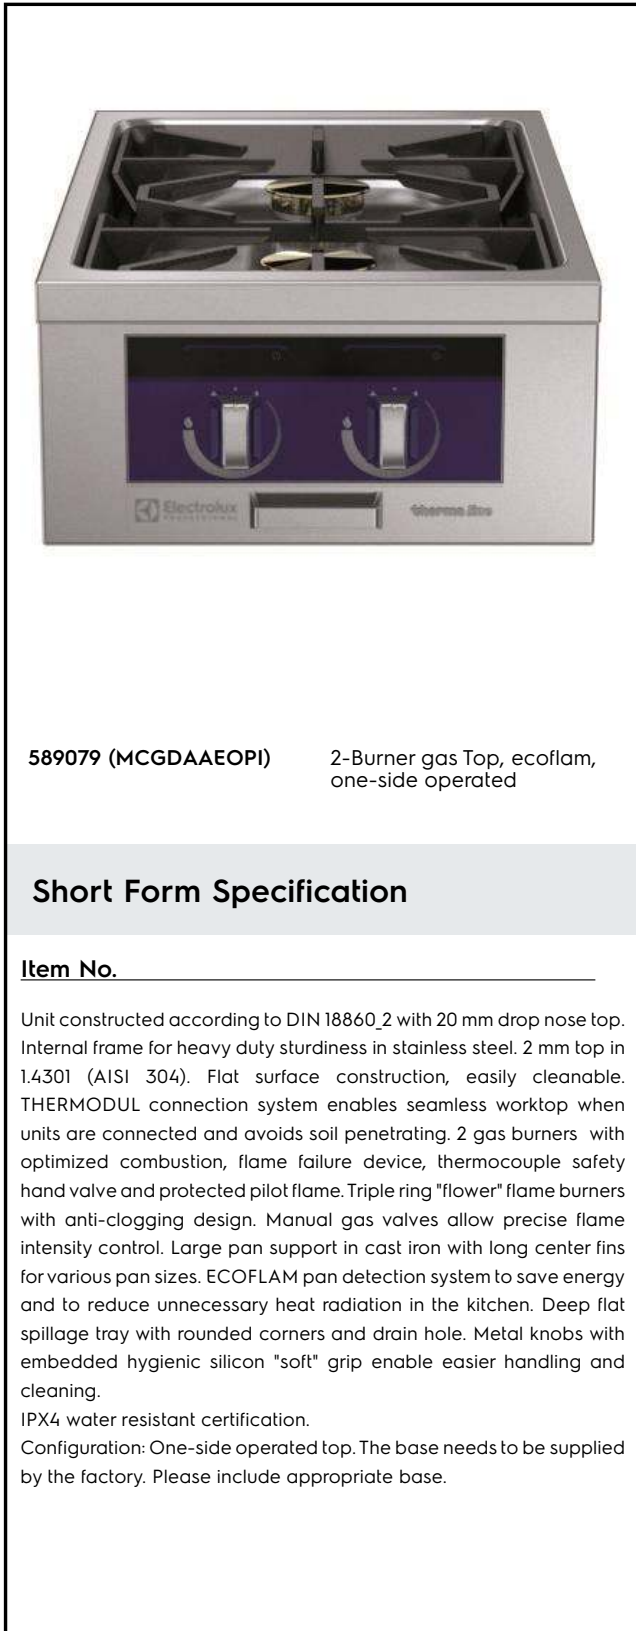 Electrolux
PROFESSIONAL
therma line
589079 (MCGDAAEOPI)
2-Burner gas Top, ecoflam,
one-side operated
Short Form Specification
Item No.
Unit constructed according to DIN 18860_2 with 20 mm drop nose top.
Internal frame for heavy duty sturdiness in stainless steel. 2 mm top in
1.4301 (AISI 304). Flat surface construction, easily cleanable.
THERMODUL connection system enables seamless worktop when
units are connected and avoids soil penetrating. 2 gas burners with
optimized combustion, flame failure device, thermocouple safety
hand valve and protected pilot flame. Triple ring "flower" flame burners
with anti-clogging design. Manual gas valves allow precise flame
intensity control. Large pan support in cast iron with long center fins
for various pan sizes. ECOFLAM pan detection system to save energy
and to reduce unnecessary heat radiation in the kitchen. Deep flat
spillage tray with rounded corners and drain hole. Metal knobs with
embedded hygienic silicon "soft" grip enable easier handling and
cleaning.
IPX4 water resistant certification.
Configuration: One-side operated top. The base needs to be supplied
by the factory. Please include appropriate base.